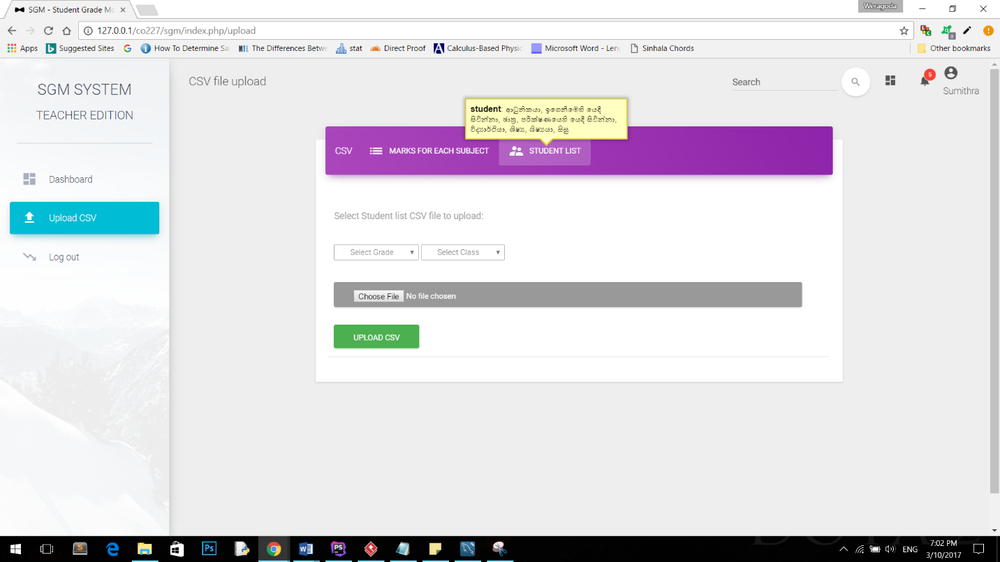 SGM - Student Grade Mo
Weragoda
127.0.0.1/co227/sgm/index.php/upload
0
Apps
Suggested Sites
How To Determine Sa
The Differences Betwe
stat
Direct Proof
Calculus-Based Physic
Microsoft Word - Len
Sinhala Chords
Other bookmarks
SGM SYSTEM
TEACHER EDITION
Dashboard
Upload CSV
Log out
CSV file upload
Search
5
Sumithra
student: ආධුනිකයා, ඉගෙනීමෙහි යෙදී
සිටින්නා, ඡාත්‍ර, පරීක්ෂණයෙහි යෙදී සිටින්නා,
විද්‍යාර්ථියා, ශිෂ්‍ය, ශිෂ්‍යයා, සිසු
CSV
MARKS FOR EACH SUBJECT
STUDENT LIST
Select Student list CSV file to upload:
Select Grade
Select Class
Choose File No file chosen
UPLOAD CSV
ENG
7:02 PM
3/10/2017